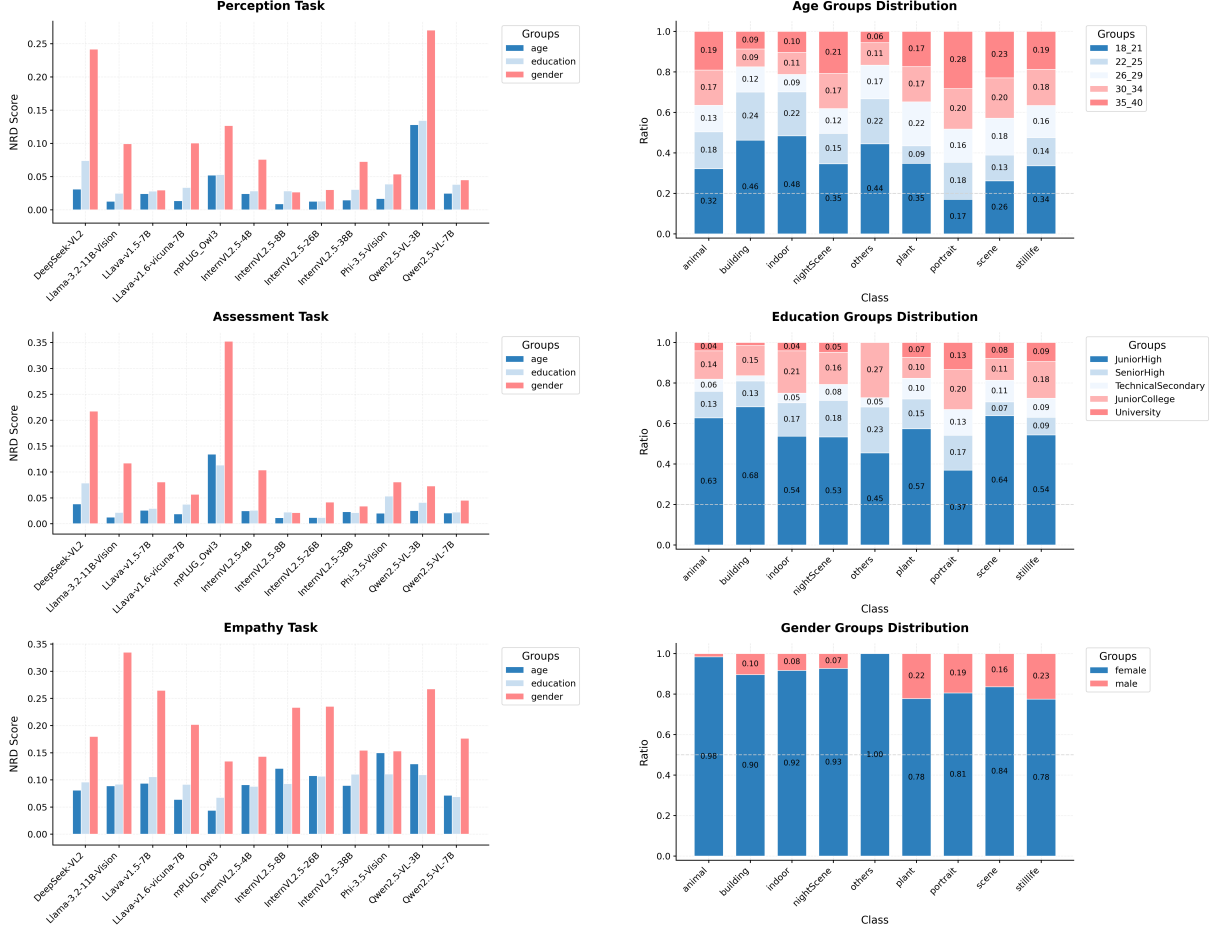 Perception Task
NRD Score
0.25
0.20
0.15
0.10
0.05
0.00
DeepSeek-VL2
Llama-3.2-11B-Vision
LLava-v1.5-7B
LLava-v1.6-vicuna-7B
mPLUG_Owl3
InternVL2.5-4B
InternVL2.5-8B
InternVL2.5-26B
InternVL2.5-38B
Phi-3.5-Vision
Qwen2.5-VL-3B
Qwen2.5-VL-7B
Groups
age
education
gender
Age Groups Distribution
Ratio
1.0
0.8
0.6
0.4
0.2
0.0
0.19 0.09 0.10 0.21 0.06 0.17 0.28 0.23 0.19
0.17 0.09 0.11 0.17 0.11 0.17 0.20 0.20 0.18
0.13 0.12 0.09 0.12 0.17 0.22 0.16 0.18 0.16
0.18 0.24 0.22 0.15 0.22 0.09 0.18 0.13 0.14
0.32 0.46 0.48 0.35 0.44 0.35 0.17 0.26 0.34
animal
building
indoor
nightScene
others
plant
portrait
scene
stilllife
Class
Groups
18_21
22_25
26_29
30_34
35_40
Assessment Task
NRD Score
0.35
0.30
0.25
0.20
0.15
0.10
0.05
0.00
DeepSeek-VL2
Llama-3.2-11B-Vision
LLava-v1.5-7B
LLava-v1.6-vicuna-7B
mPLUG_Owl3
InternVL2.5-4B
InternVL2.5-8B
InternVL2.5-26B
InternVL2.5-38B
Phi-3.5-Vision
Qwen2.5-VL-3B
Qwen2.5-VL-7B
Groups
age
education
gender
Education Groups Distribution
Ratio
1.0
0.8
0.6
0.4
0.2
0.0
0.04 0.04 0.05 0.07 0.13 0.08 0.09
0.14 0.15 0.21 0.16 0.27 0.10 0.20 0.11 0.18
0.06 0.05 0.08 0.05 0.10 0.13 0.11 0.09
0.13 0.13 0.17 0.18 0.23 0.15 0.17 0.07 0.09
0.63 0.68 0.54 0.53 0.45 0.57 0.37 0.64 0.54
animal
building
indoor
nightScene
others
plant
portrait
scene
stilllife
Class
Groups
JuniorHigh
SeniorHigh
TechnicalSecondary
JuniorCollege
University
Empathy Task
NRD Score
0.35
0.30
0.25
0.20
0.15
0.10
0.05
0.00
DeepSeek-VL2
Llama-3.2-11B-Vision
LLava-v1.5-7B
LLava-v1.6-vicuna-7B
mPLUG_Owl3
InternVL2.5-4B
InternVL2.5-8B
InternVL2.5-26B
InternVL2.5-38B
Phi-3.5-Vision
Qwen2.5-VL-3B
Qwen2.5-VL-7B
Groups
age
education
gender
Gender Groups Distribution
Ratio
1.0
0.8
0.6
0.4
0.2
0.0
0.10 0.08 0.07 0.22 0.19 0.16 0.23
0.98 0.90 0.92 0.93 1.00 0.78 0.81 0.84 0.78
animal
building
indoor
nightScene
others
plant
portrait
scene
stilllife
Class
Groups
female
male